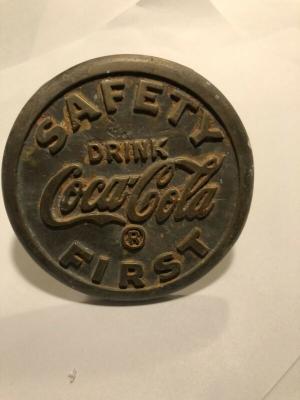 SAFETY
DRINK
Coca-Cola
®
FIRST